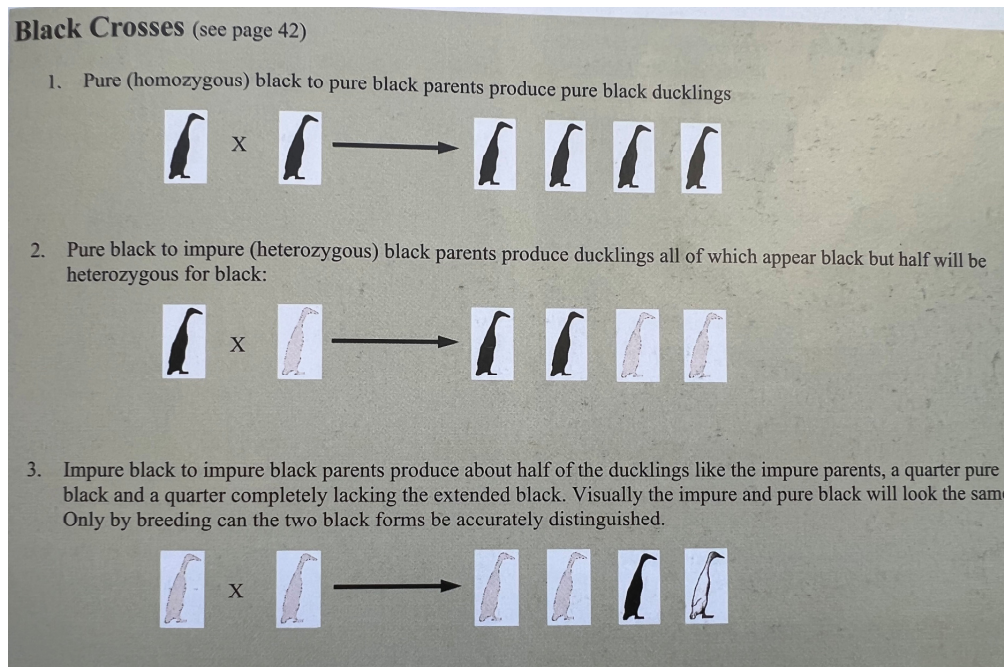 Black Crosses (see page 42)
1. Pure (homozygous) black to pure black parents produce pure black ducklings
X
2. Pure black to impure (heterozygous) black parents produce ducklings all of which appear black but half will be
heterozygous for black:
X
3. Impure black to impure black parents produce about half of the ducklings like the impure parents, a quarter pure
black and a quarter completely lacking the extended black. Visually the impure and pure black will look the sam
Only by breeding can the two black forms be accurately distinguished.
X